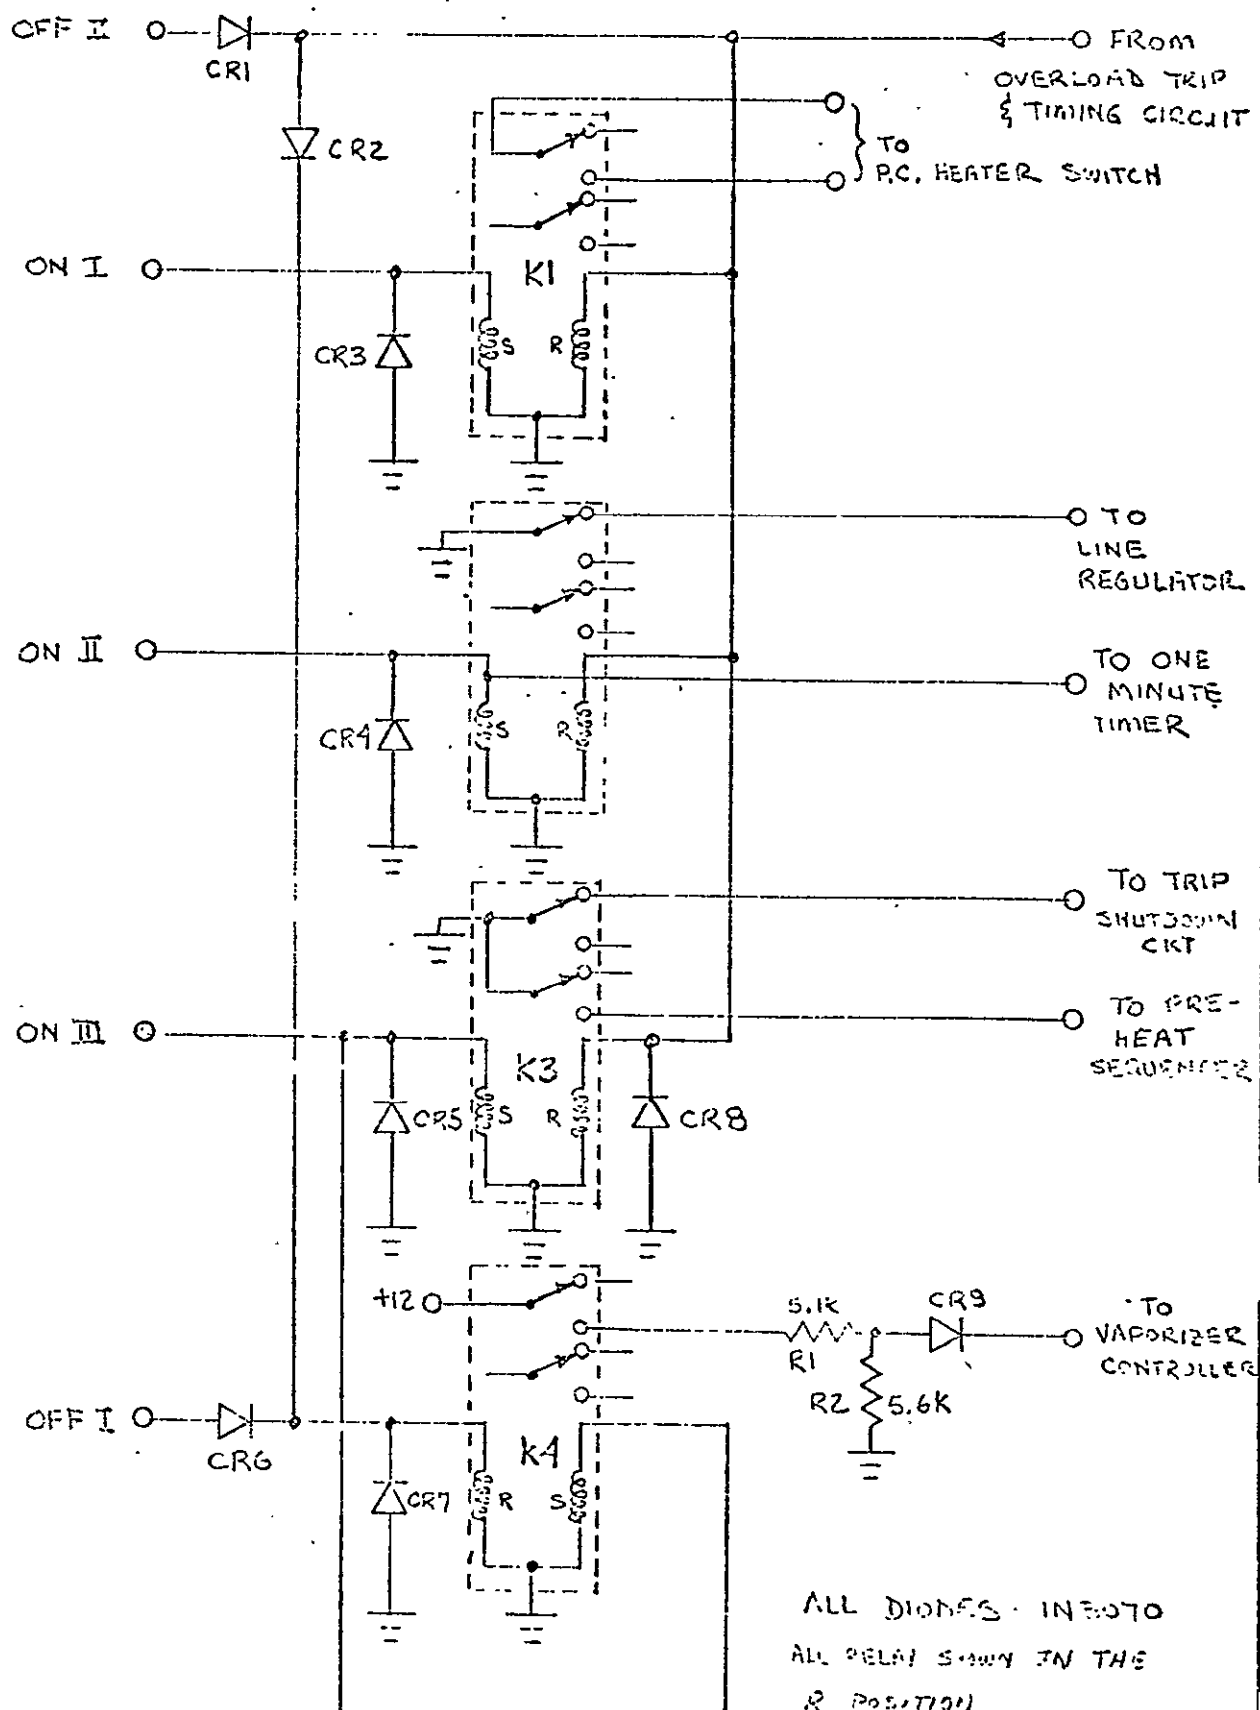 OFF II
CR1
FROM
OVERLOAD TRIP
& TIMING CIRCUIT
CR2
TO
P.C. HEATER SWITCH
ON I
K1
CR3
S
R
TO
LINE
REGULATOR
ON II
TO ONE
MINUTE
TIMER
CR4
S
R
TO TRIP
SHUTDOWN
CKT
ON III
TO PRE-
HEAT
SEQUENCER
K3
CR5
S
R
CR8
+12
5.1K
R1
CR9
TO
VAPORIZER
CONTROLLER
R2
5.6K
OFF I
CR6
K4
CR7
R
S
ALL DIODES
ALL RELAY SHOWN IN THE
R POSITION